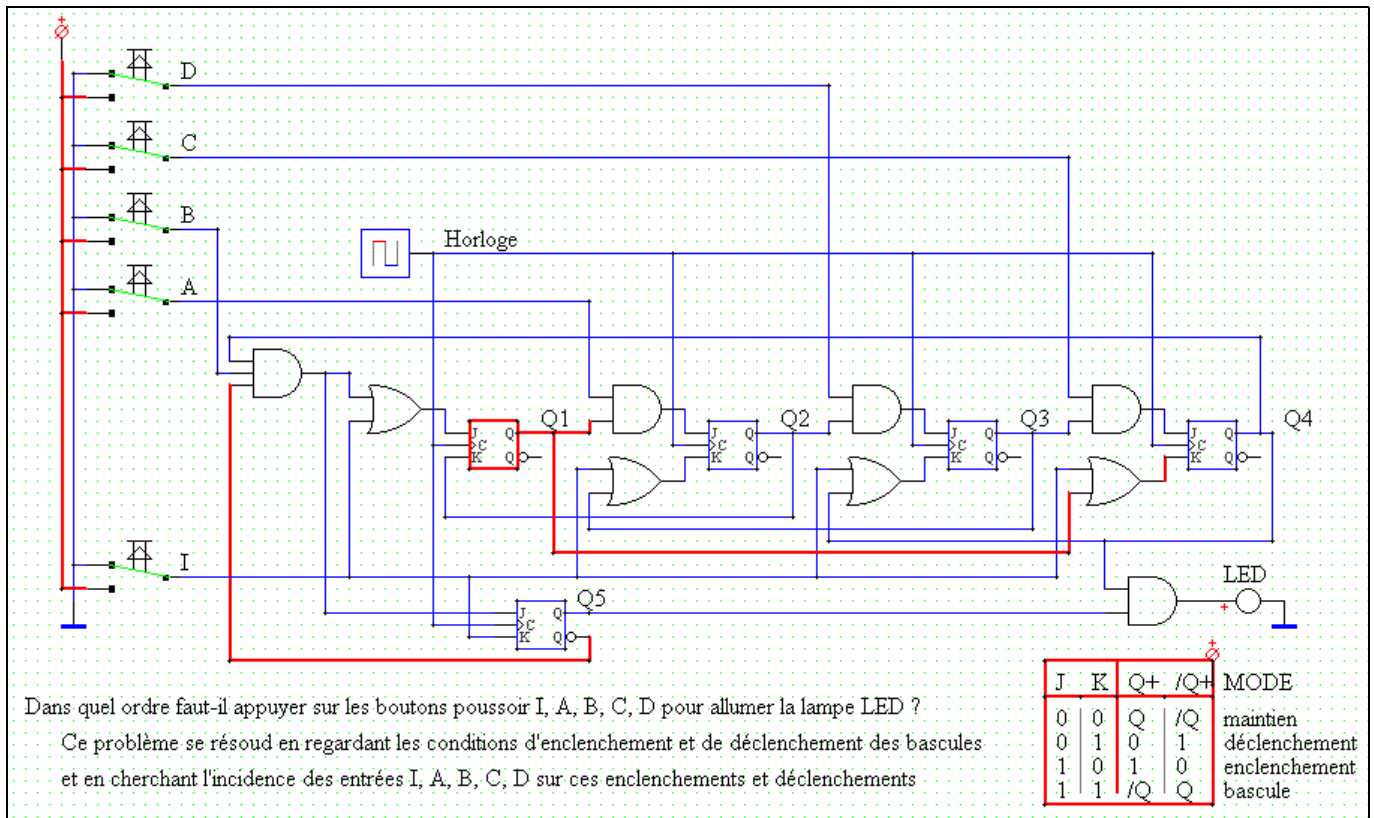 +
D
C
B
Horloge
A
Q1
Q2
Q3
Q4
J Q
C
K Q
J Q
C
K Q
J Q
C
K Q
J Q
C
K Q
I
LED
+
Q5
J Q
C
K Q
+
J K Q+ /Q+ MODE
0 0 Q /Q maintien
0 1 0 1 déclenchement
1 0 1 0 enclenchement
1 1 /Q Q bascule
Dans quel ordre faut-il appuyer sur les boutons poussoir I, A, B, C, D pour allumer la lampe LED ?
Ce problème se résoud en regardant les conditions d'enclenchement et de déclenchement des bascules
et en cherchant l'incidence des entrées I, A, B, C, D sur ces enclenchements et déclenchements